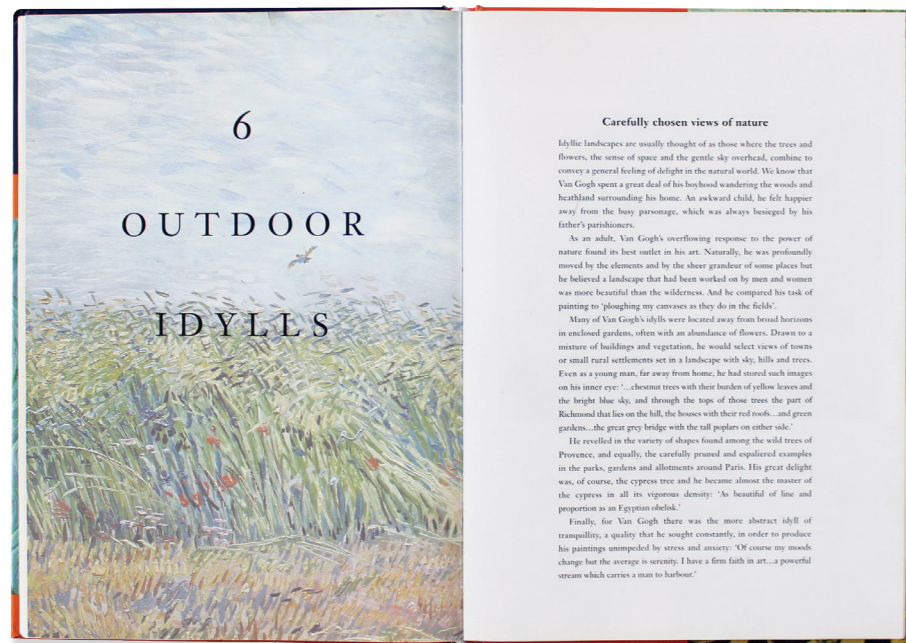 6
OUTDOOR
IDYLLS
Carefully chosen views of nature
Idyllic landscapes are usually thought of as those where the trees and
flowers, the sense of space and the gentle sky overhead, combine to
convey a general feeling of delight in the natural world. We know that
Van Gogh spent a great deal of his boyhood wandering the woods and
heathland surrounding his home. An awkward child, he felt happier
away from the busy parsonage, which was always besieged by his
father's parishioners.
As an adult, Van Gogh's overflowing response to the power of
nature found its best outlet in his art. Naturally, he was profoundly
moved by the elements and by the sheer grandeur of some places but
he believed a landscape that had been worked on by men and women
was more beautiful than the wilderness. And he compared his task of
painting to 'ploughing my canvases as they do in the fields'.
Many of Van Gogh's idylls were located away from broad horizons
in enclosed gardens, often with an abundance of flowers. Drawn to a
mixture of buildings and vegetation, he would select views of towns
or small rural settlements set in a landscape with sky, hills and trees.
Even as a young man, far away from home, he had stored such images
on his inner eye: '…chestnut trees with their burden of yellow leaves and
the bright blue sky, and through the tops of those trees the part of
Richmond that lies on the hill, the houses with their red roofs…and green
gardens…the great grey bridge with the tall poplars on either side.'
He revelled in the variety of shapes found among the wild trees of
Provence, and equally, the carefully pruned and espaliered examples
in the parks, gardens and allotments around Paris. His great delight
was, of course, the cypress tree and he became almost the master of
the cypress in all its vigorous density: 'As beautiful of line and
proportion as an Egyptian obelisk.'
Finally, for Van Gogh there was the more abstract idyll of
tranquillity, a quality that he sought constantly, in order to produce
his paintings unimpeded by stress and anxiety: 'Of course my moods
change but the average is serenity. I have a firm faith in art…a powerful
stream which carries a man to harbour.'